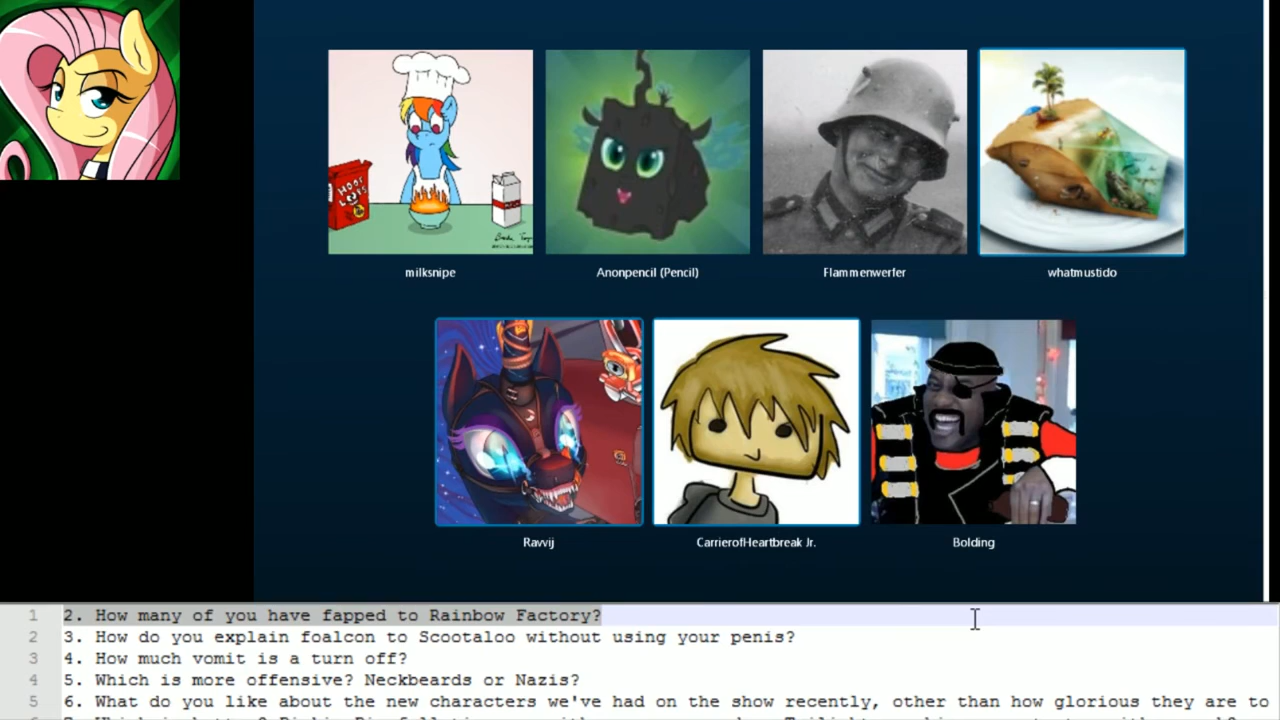 HOOT
milksnipe
Anonpencil (Pencil)
Flammenwerfer
whatmustido
Ravvij
CarrierofHeartbreak Jr.
Bolding
1 2. How many of you have fapped to Rainbow Factory?
2 3. How do you explain foalcon to Scootaloo without using your penis?
3 4. How much vomit is a turn off?
4 5. Which is more offensive? Neckbeards or Nazis?
5 6. What do you like about the new characters we've had on the show recently, other than how glorious they are to